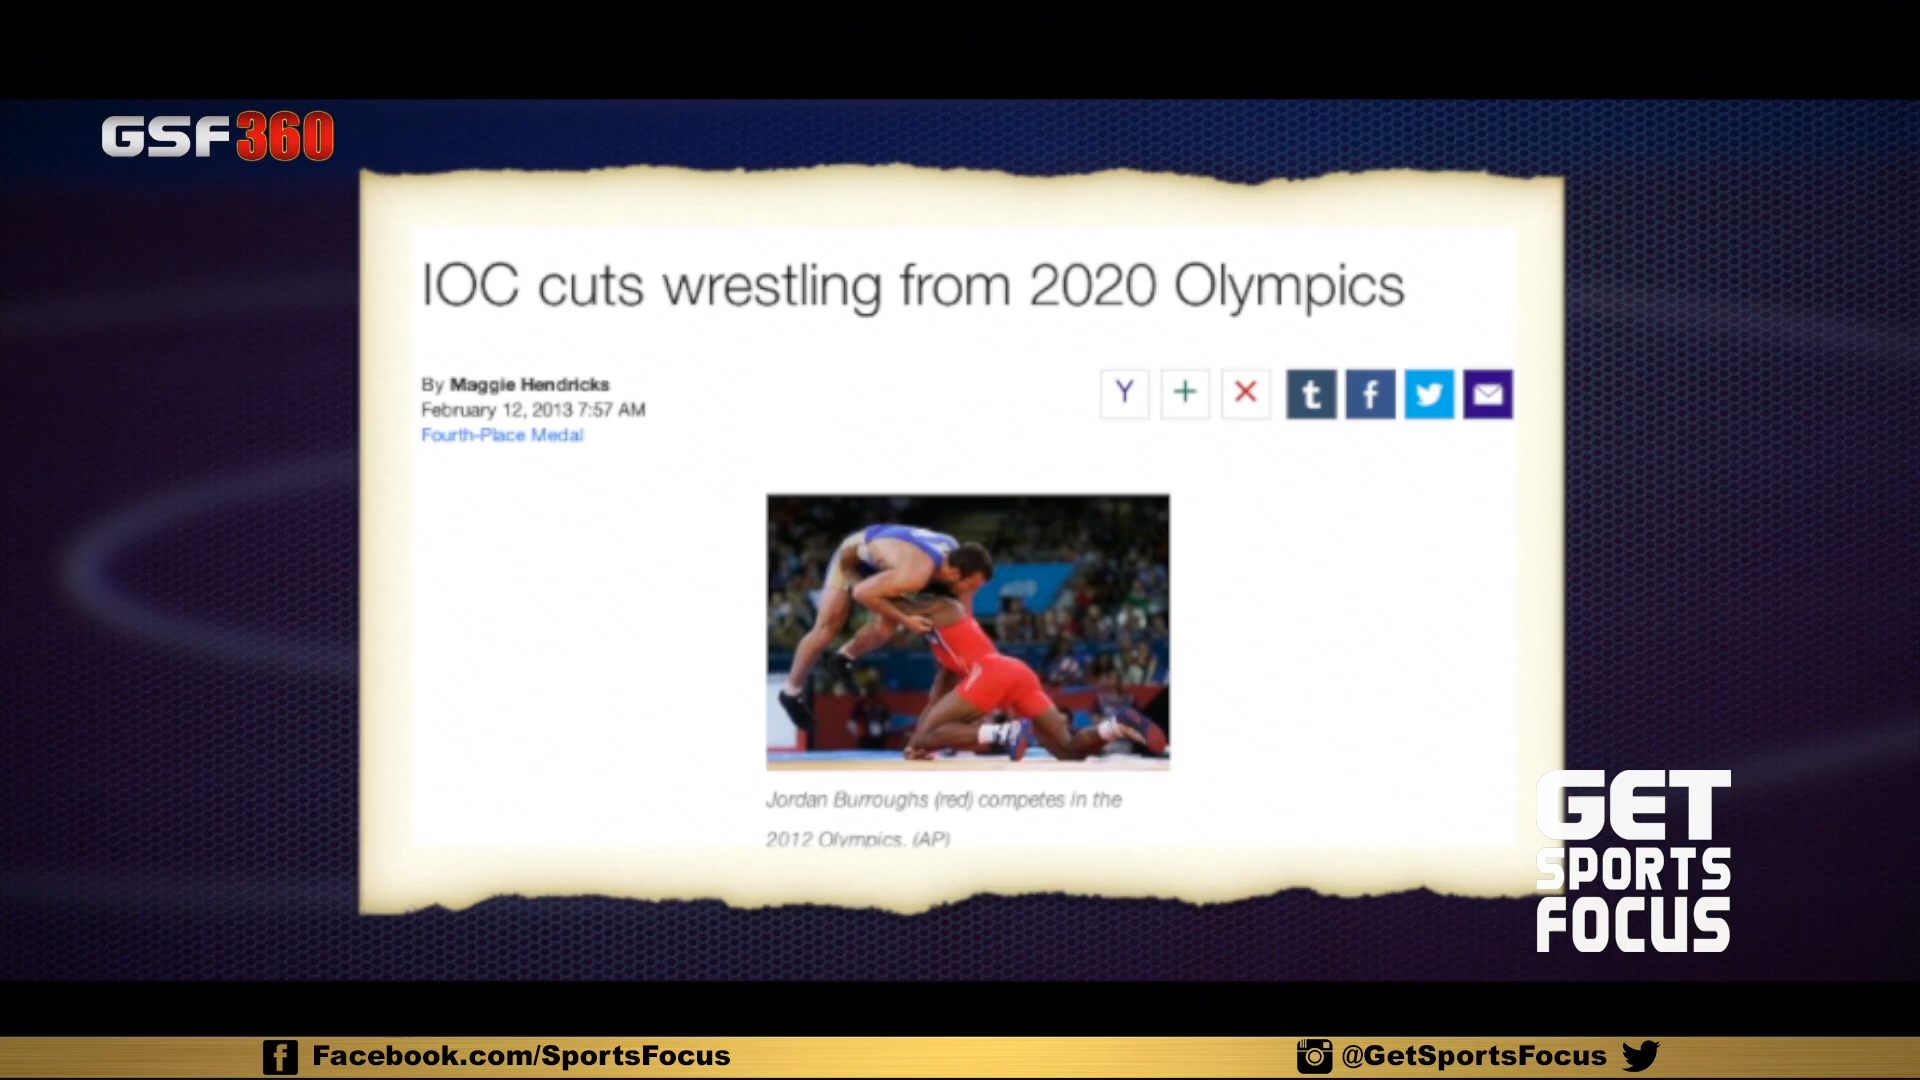 GSF360
IOC cuts wrestling from 2020 Olympics
By Maggie Hendricks
February 12, 2013 7:57 AM
Fourth-Place Medal
Y + X t f
Jordan Burroughs (red) competes in the
2012 Olympics. (AP)
GET
SPORTS
FOCUS
f Facebook.com/SportsFocus
@GetSportsFocus